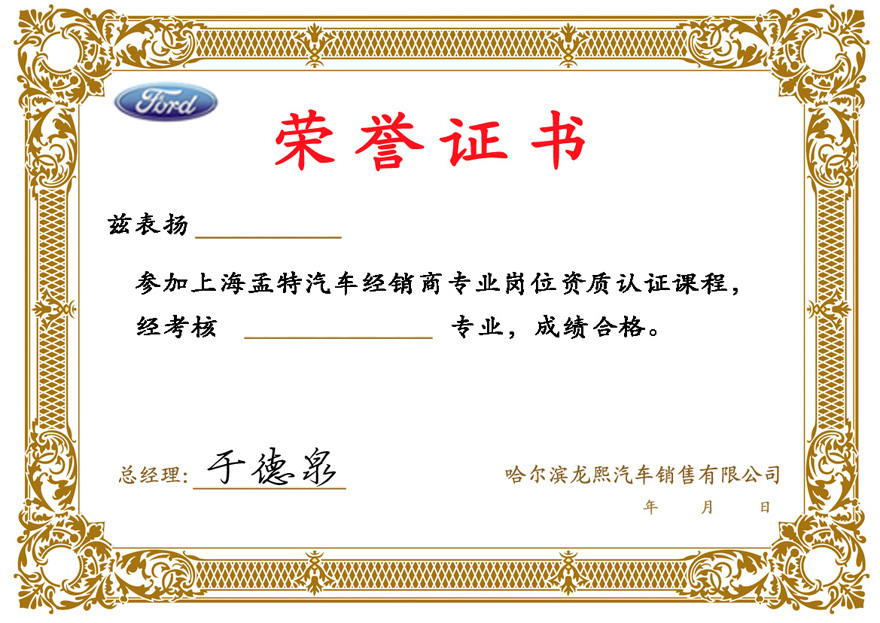 Ford
荣誉证书
兹表扬
参加上海孟特汽车经销商专业岗位资质认证课程，
经考核 专业，成绩合格。
总经理: 于德泉
哈尔滨龙熙汽车销售有限公司
年 月 日